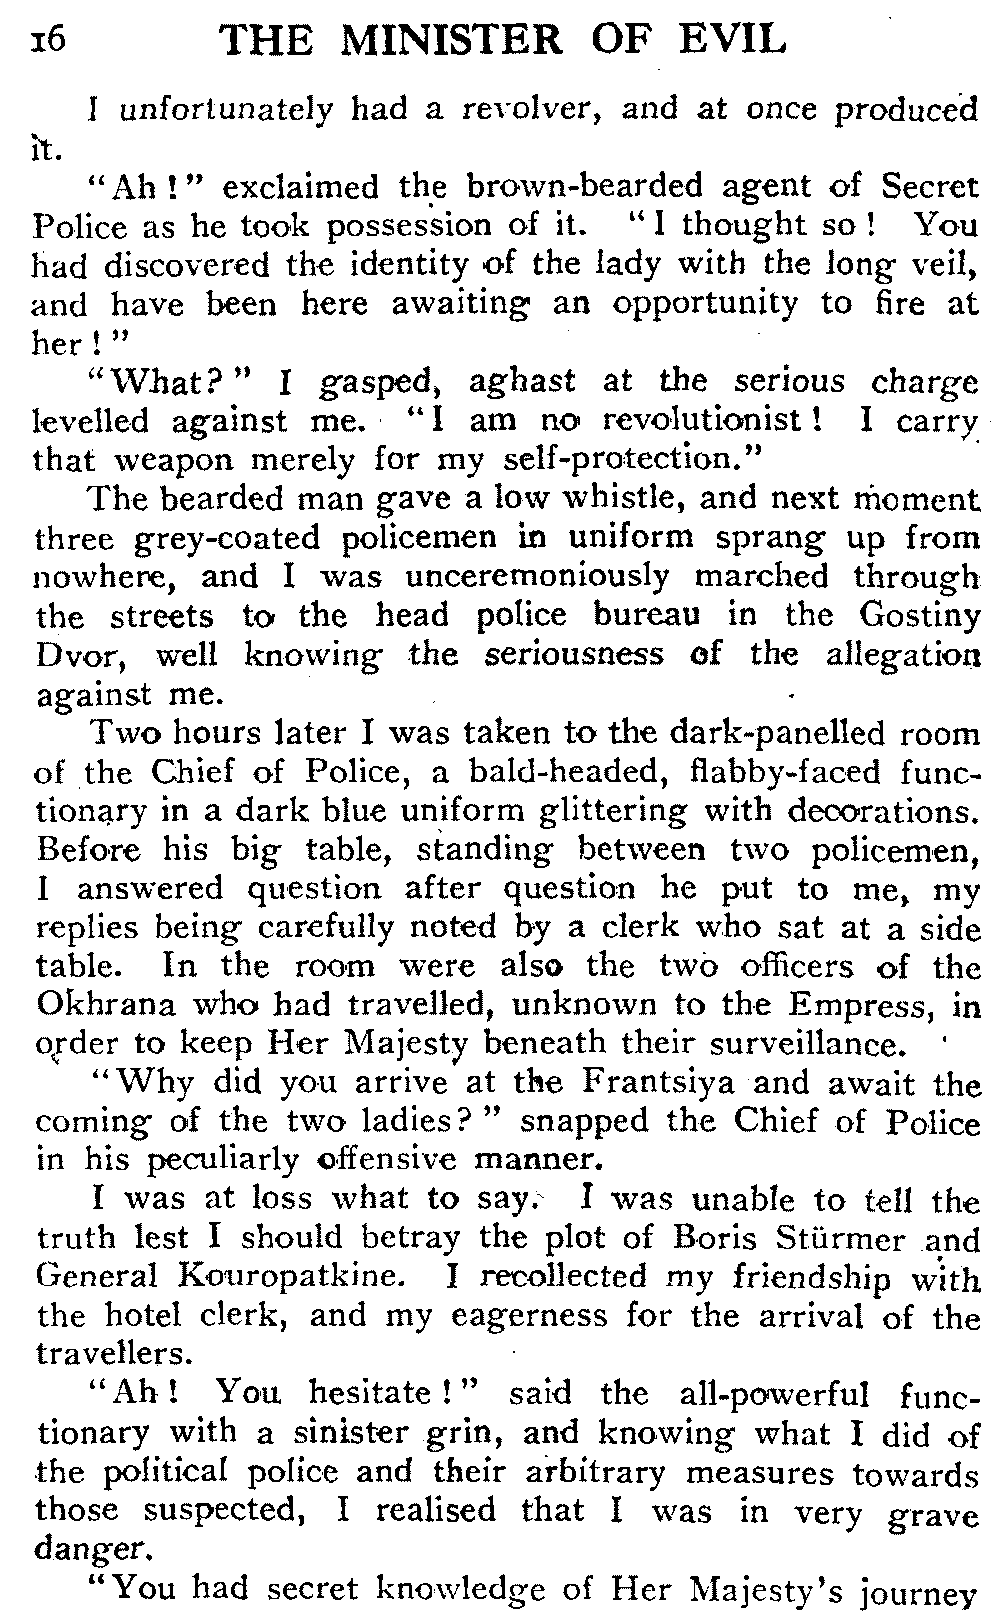 16 THE MINISTER OF EVIL
I unfortunately had a revolver, and at once produced
it.
"Ah!" exclaimed the brown-bearded agent of Secret
Police as he took possession of it. "I thought so! You
had discovered the identity of the lady with the long veil,
and have been here awaiting an opportunity to fire at
her!"
"What?" I gasped, aghast at the serious charge
levelled against me. "I am no revolutionist! I carry
that weapon merely for my self-protection."
The bearded man gave a low whistle, and next moment
three grey-coated policemen in uniform sprang up from
nowhere, and I was unceremoniously marched through
the streets to the head police bureau in the Gostiny
Dvor, well knowing the seriousness of the allegation
against me.
Two hours later I was taken to the dark-panelled room
of the Chief of Police, a bald-headed, flabby-faced func-
tionary in a dark blue uniform glittering with decorations.
Before his big table, standing between two policemen,
I answered question after question he put to me, my
replies being carefully noted by a clerk who sat at a side
table. In the room were also the two officers of the
Okhrana who had travelled, unknown to the Empress, in
order to keep Her Majesty beneath their surveillance.
"Why did you arrive at the Frantsiya and await the
coming of the two ladies?" snapped the Chief of Police
in his peculiarly offensive manner.
I was at loss what to say. I was unable to tell the
truth lest I should betray the plot of Boris Stürmer and
General Kouropatkine. I recollected my friendship with
the hotel clerk, and my eagerness for the arrival of the
travellers.
"Ah! You hesitate!" said the all-powerful func-
tionary with a sinister grin, and knowing what I did of
the political police and their arbitrary measures towards
those suspected, I realised that I was in very grave
danger.
"You had secret knowledge of Her Majesty's journey